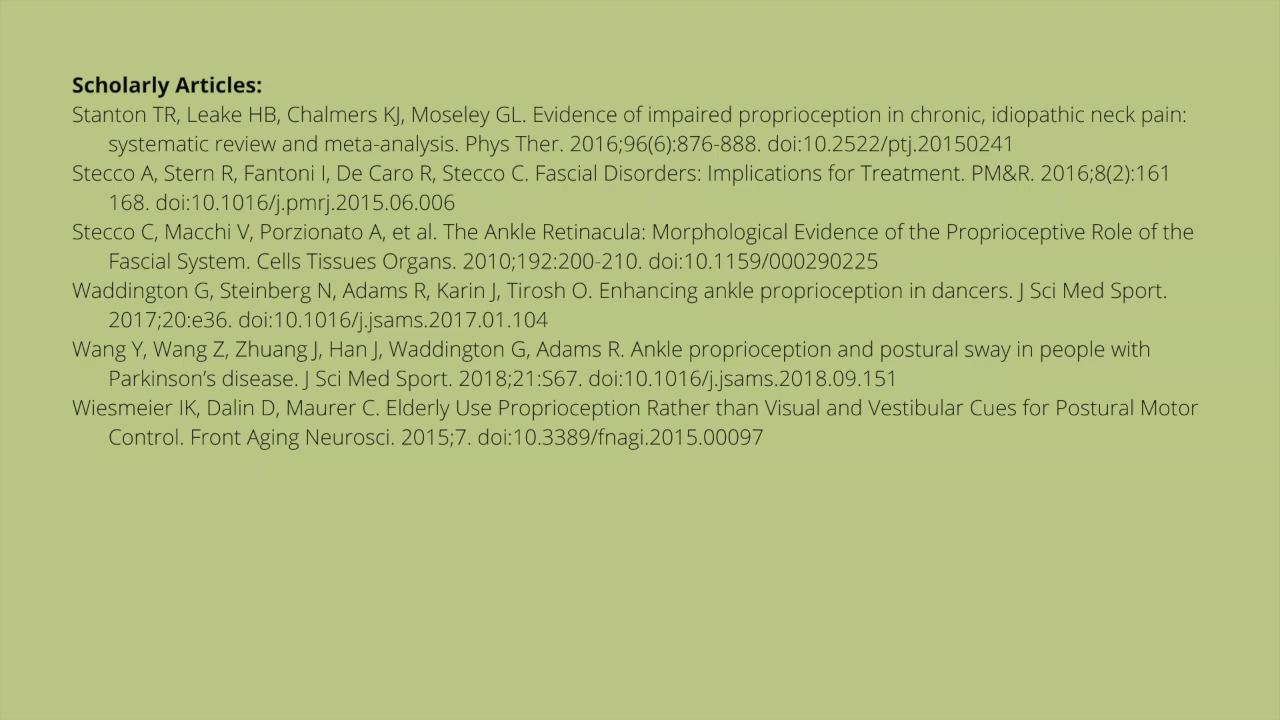 Scholarly Articles:
Stanton TR, Leake HB, Chalmers KJ, Moseley GL. Evidence of impaired proprioception in chronic, idiopathic neck pain:
systematic review and meta-analysis. Phys Ther. 2016;96(6):876-888. doi:10.2522/ptj.20150241
Stecco A, Stern R, Fantoni I, De Caro R, Stecco C. Fascial Disorders: Implications for Treatment. PM&R. 2016;8(2):161
168. doi:10.1016/j.pmrj.2015.06.006
Stecco C, Macchi V, Porzionato A, et al. The Ankle Retinacula: Morphological Evidence of the Proprioceptive Role of the
Fascial System. Cells Tissues Organs. 2010;192:200-210. doi:10.1159/000290225
Waddington G, Steinberg N, Adams R, Karin J, Tirosh O. Enhancing ankle proprioception in dancers. J Sci Med Sport.
2017;20:e36. doi:10.1016/j.jsams.2017.01.104
Wang Y, Wang Z, Zhuang J, Han J, Waddington G, Adams R. Ankle proprioception and postural sway in people with
Parkinson’s disease. J Sci Med Sport. 2018;21:S67. doi:10.1016/j.jsams.2018.09.151
Wiesmeier IK, Dalin D, Maurer C. Elderly Use Proprioception Rather than Visual and Vestibular Cues for Postural Motor
Control. Front Aging Neurosci. 2015;7. doi:10.3389/fnagi.2015.00097